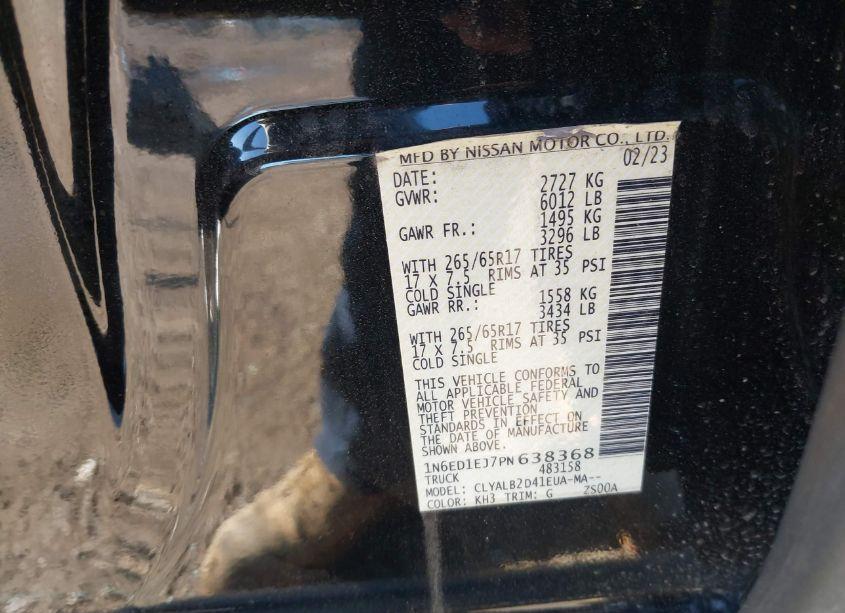 MFD BY NISSAN MOTOR CO., LTD.
DATE: 02/23
GVWR: 2727 KG
6012 LB
GAWR FR.: 1495 KG
3296 LB
WITH 265/65R17 TIRES
17 X 7.5 RIMS AT 35 PSI
COLD SINGLE
GAWR RR.: 1558 KG
3434 LB
WITH 265/65R17 TIRES
17 X 7.5 RIMS AT 35 PSI
COLD SINGLE
THIS VEHICLE CONFORMS TO
ALL APPLICABLE FEDERAL
MOTOR VEHICLE SAFETY AND
THEFT PREVENTION
STANDARDS IN EFFECT ON
THE DATE OF MANUFACTURE
SHOWN ABOVE.
1N6ED1EJ7PN638368
TRUCK 483158
MODEL: CLYALB2D41EUA-MA--
COLOR: KH3 TRIM: G ZS00A